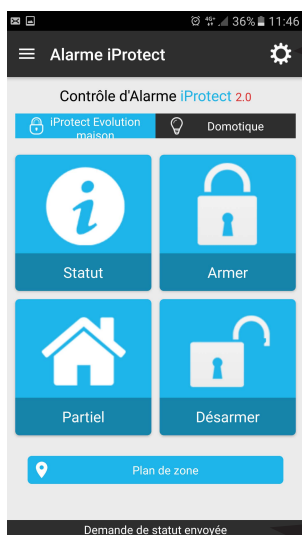 4G+ 36% 11:46
Alarme iProtect
Contrôle d'Alarme iProtect 2.0
iProtect Evolution
maison
Domotique
Statut
Armer
Partiel
Désarmer
Plan de zone
Demande de statut envoyée